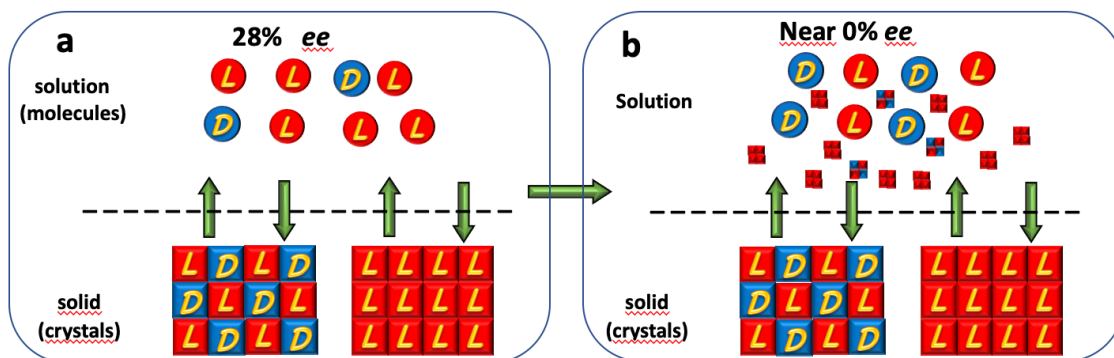 a
28% ee
solution
(molecules)
L L D L
D L L L
solid
(crystals)
L D L D
D L D L
L D L D
L L L L
L L L L
L L L L
b
Near 0% ee
Solution
D L D L
D L D L
solid
(crystals)
L D L D
D L D L
L D L D
L L L L
L L L L
L L L L